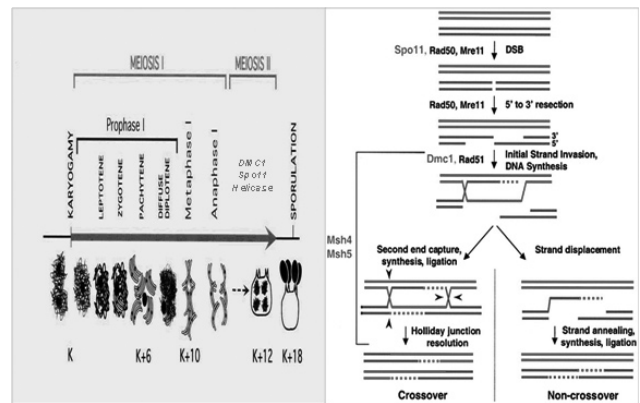 MEIOSIS I
MEIOSIS II
Prophase I
KARYOGAMY
LEPTOTENE
ZYGOTENE
PACHYTENE
DIFFUSE
DIPLOTENE
Metaphase I
Anaphase I
DMC1
Spo11
Helicase
SPORULATION
K
K+6
K+10
K+12
K+18
Spo11, Rad50, Mre11
DSB
Rad50, Mre11
5' to 3' resection
3'
5'
Dmc1, Rad51
Initial Strand Invasion,
DNA Synthesis
Msh4
Msh5
Second end capture,
synthesis, ligation
Strand displacement
Holliday junction
resolution
Strand annealing,
synthesis, ligation
Crossover
Non-crossover